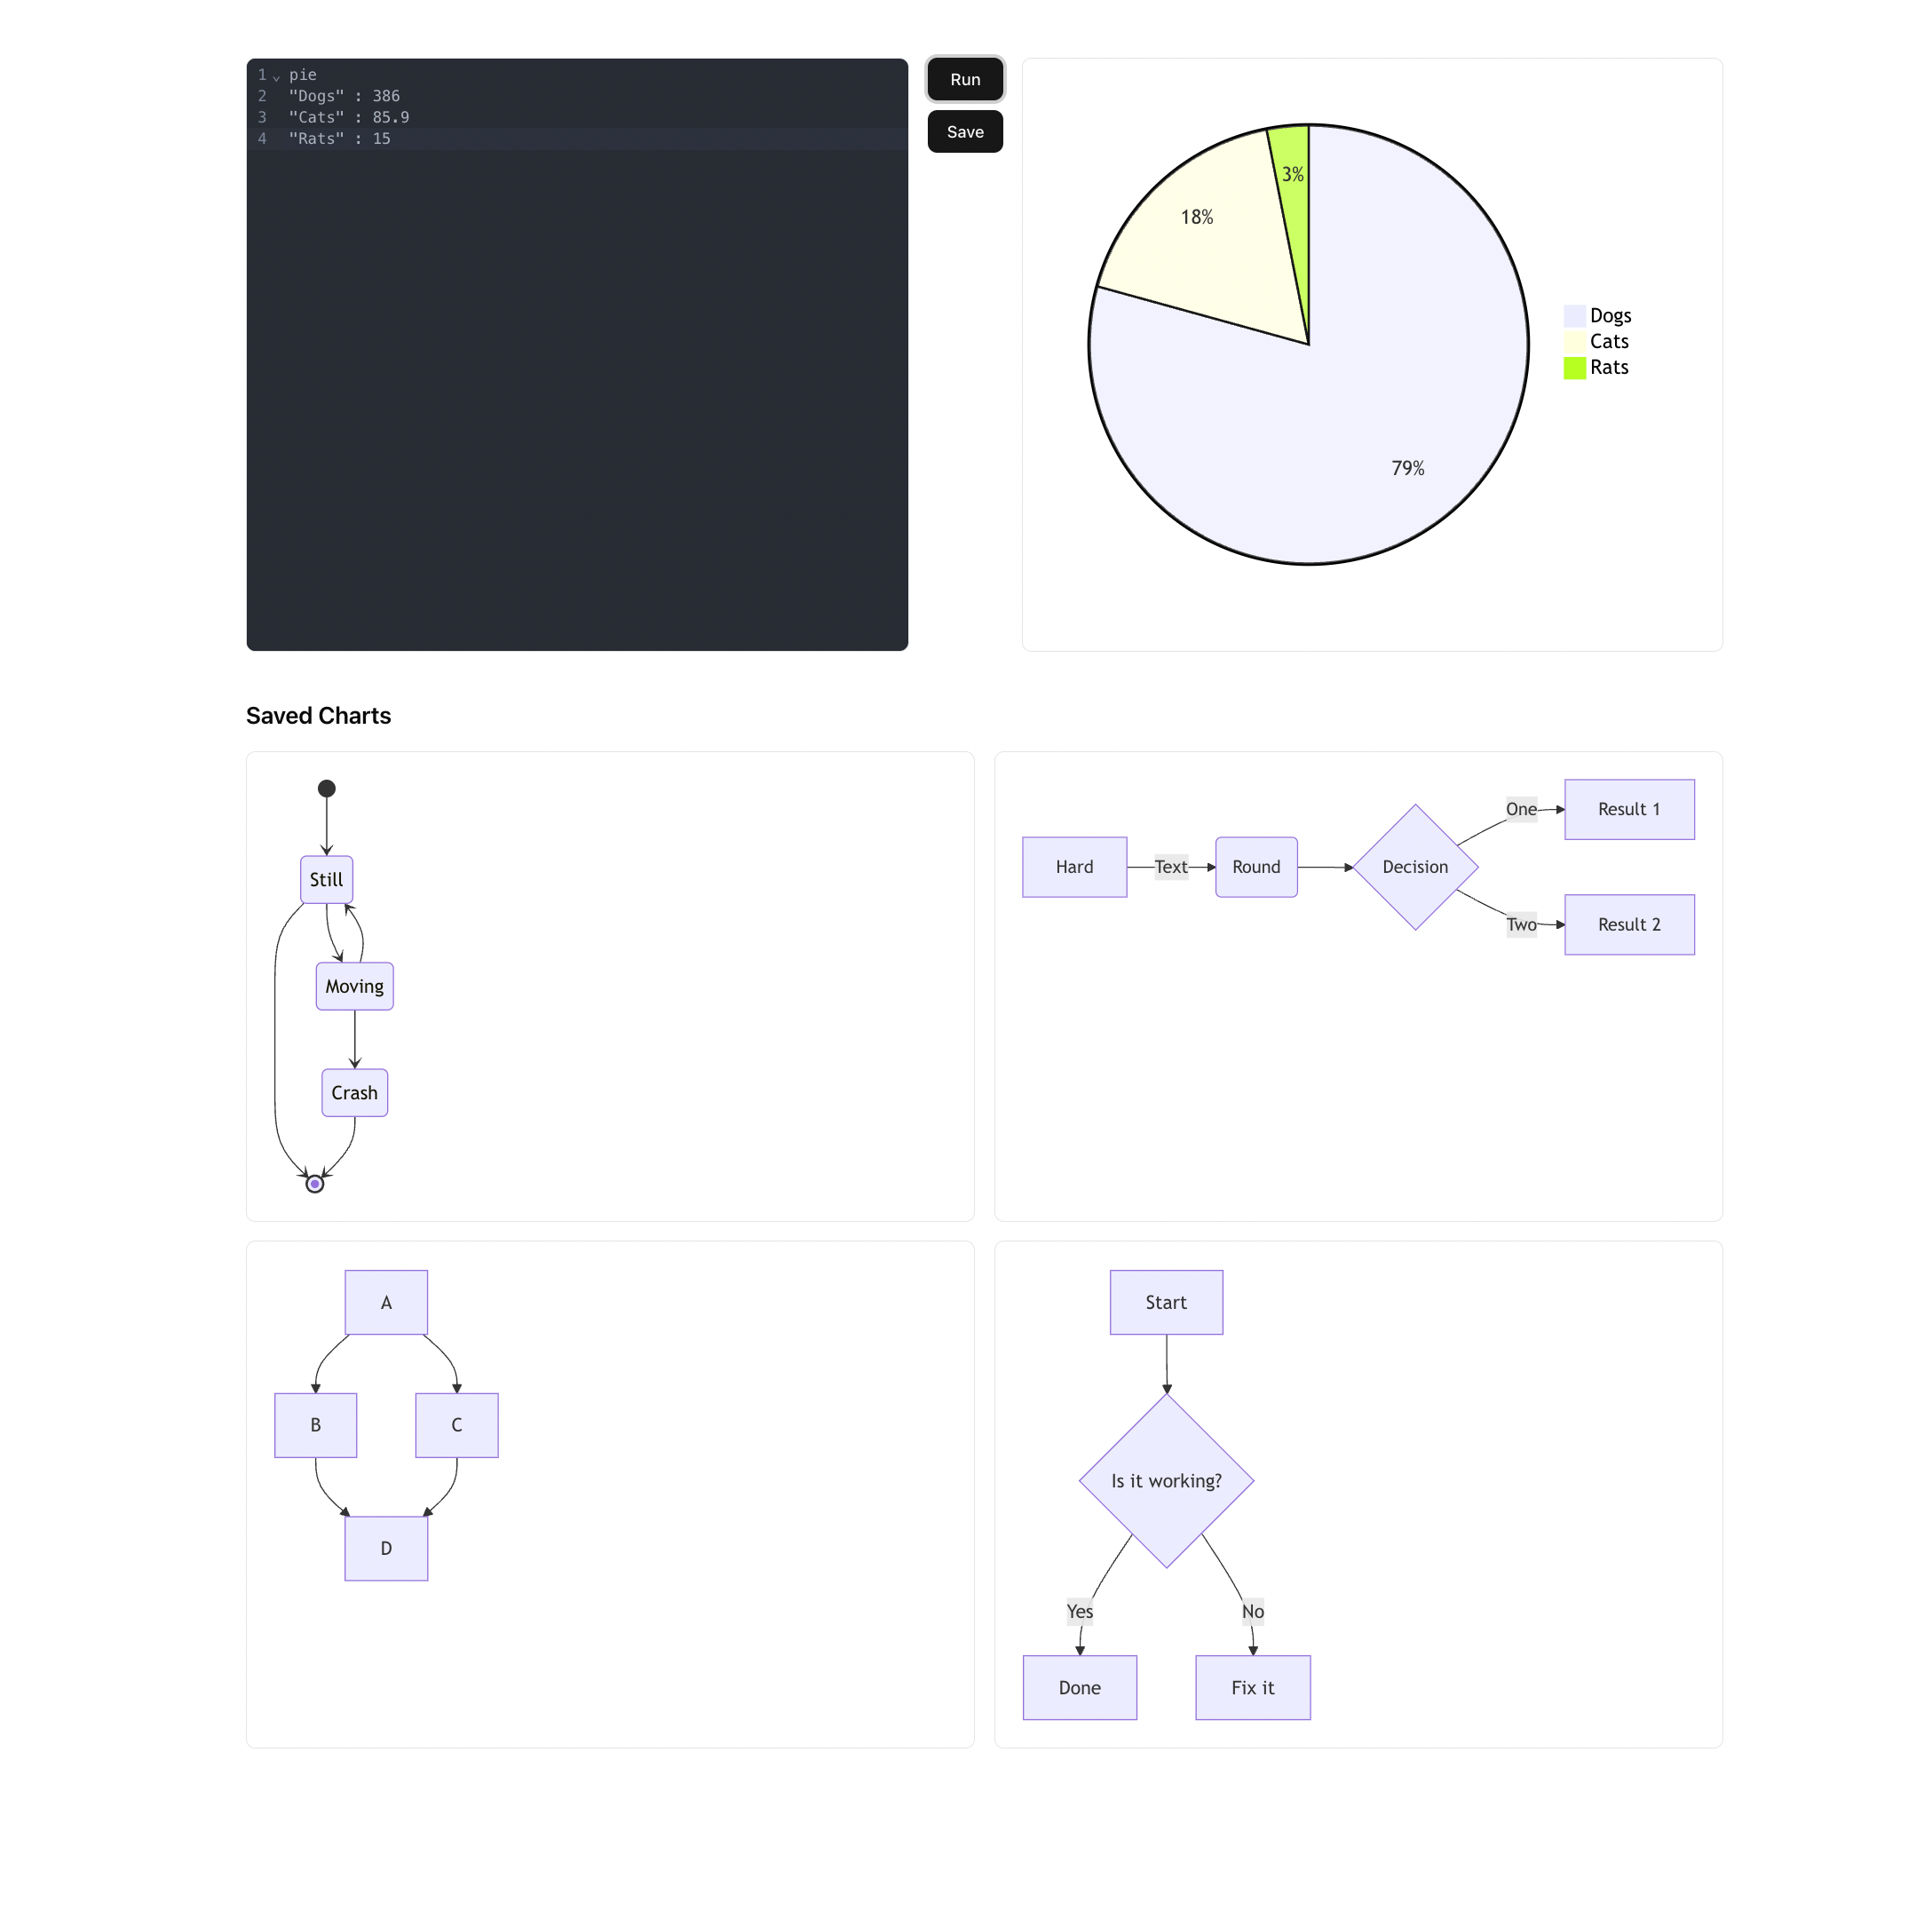 1 pie
2 "Dogs" : 386
3 "Cats" : 85.9
4 "Rats" : 15
Run
Save
3%
18%
79%
Dogs
Cats
Rats
Saved Charts
Still
Moving
Crash
Hard
Text
Round
Decision
One
Result 1
Two
Result 2
A
B
C
D
Start
Is it working?
Yes
No
Done
Fix it